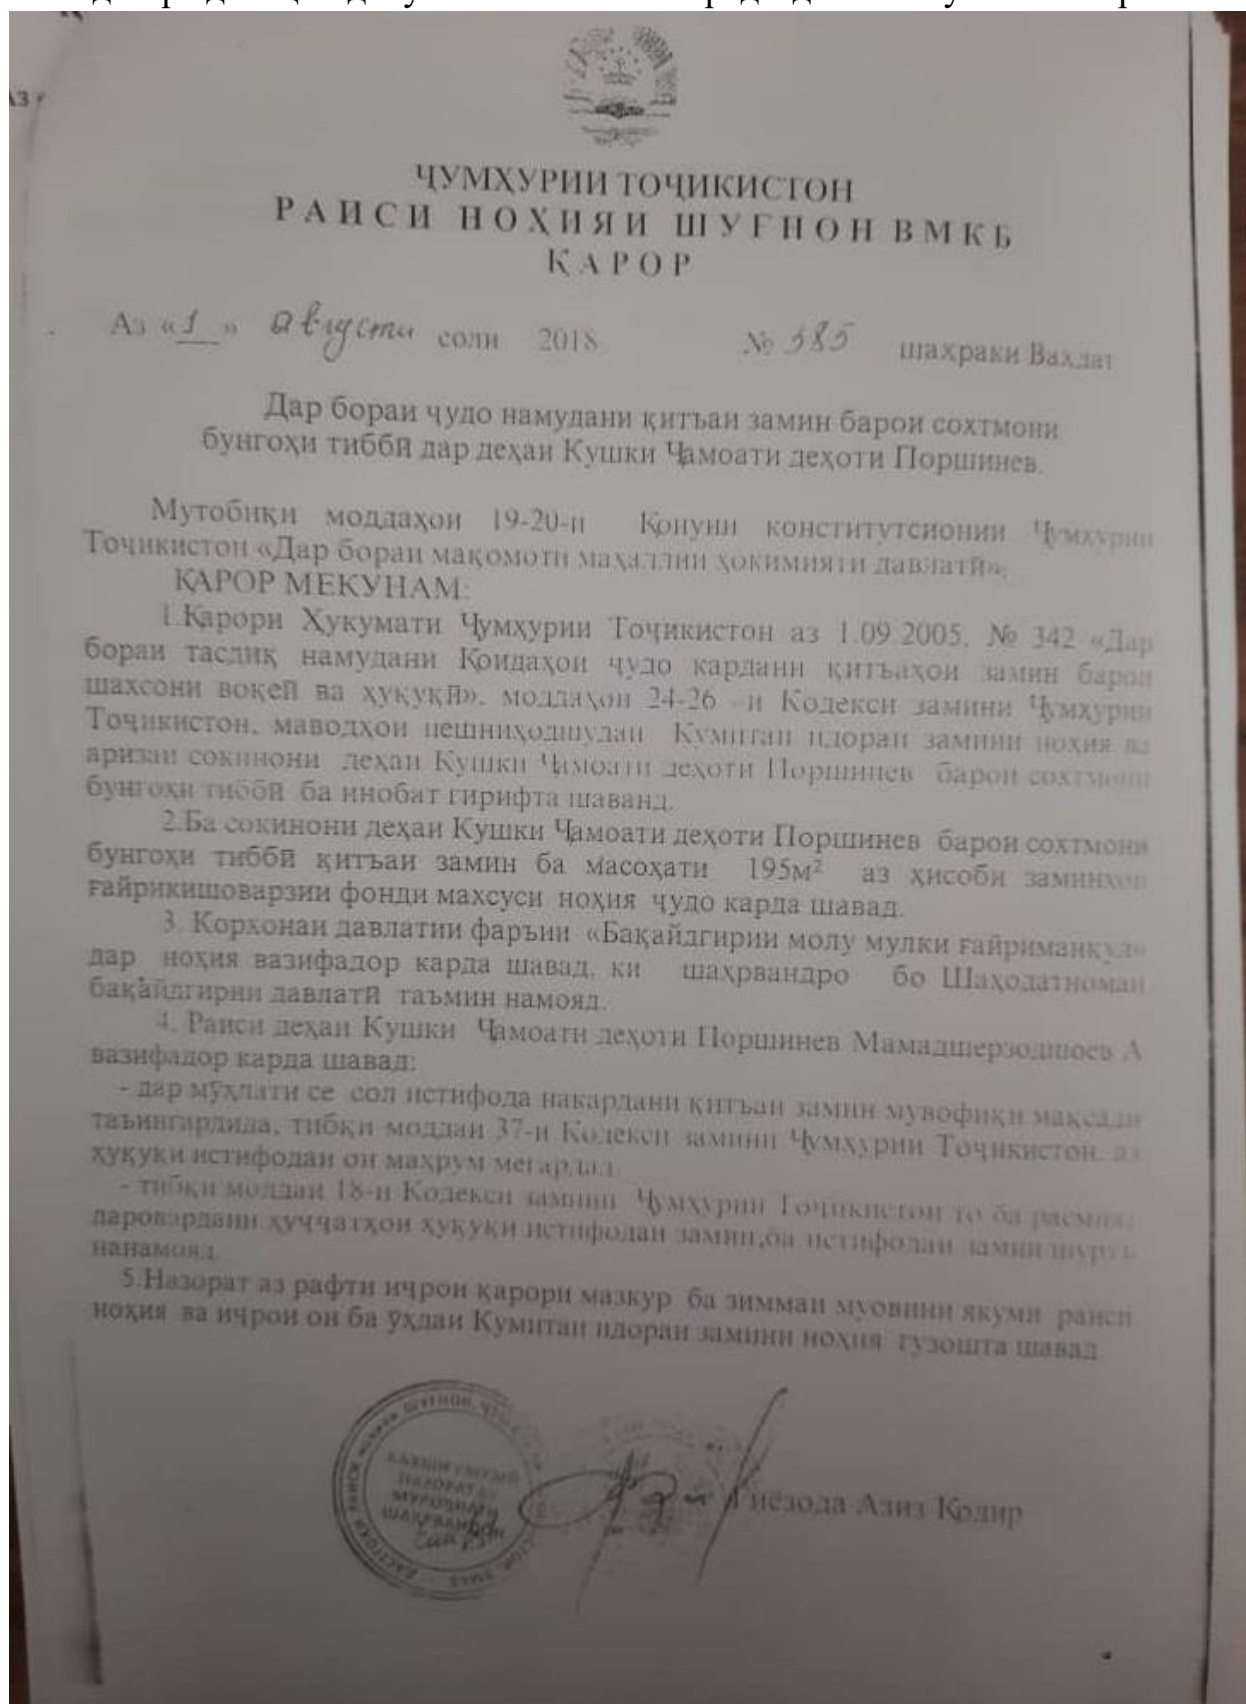 ҶУМҲУРИИ ТОҶИКИСТОН
РАИСИ НОҲИЯИ ШУҒНОН ВМКБ
ҚАРОР
Аз «1» августи соли 2018 № 385 шаҳраки Ваҳдат
Дар бораи ҷудо намудани қитъаи замин барои сохтмони
бунгоҳи тиббӣ дар деҳаи Кушки Ҷамоати деҳоти Поршинев.
Мутобиқи моддаҳои 19-20-и Қонуни конститутсионии Ҷумҳурии
Тоҷикистон «Дар бораи мақомоти маҳаллии ҳокимияти давлатӣ»,
ҚАРОР МЕКУНАМ:
1.Қарори Ҳукумати Ҷумҳурии Тоҷикистон аз 1.09.2005, № 342 «Дар
бораи тасдиқ намудани Қоидаҳои ҷудо кардани қитъаҳои замин барои
шахсони воқеӣ ва ҳуқуқӣ», моддаҳои 24-26 –и Кодекси замини Ҷумҳурии
Тоҷикистон, маводҳои пешниҳодшудаи Кумитаи идораи замини ноҳия ва
аризаи сокинони деҳаи Кушки Ҷамоати деҳоти Поршинев барои сохтмони
бунгоҳи тиббӣ ба инобат гирифта шаванд.
2.Ба сокинони деҳаи Кушки Ҷамоати деҳоти Поршинев барои сохтмони
бунгоҳи тиббӣ қитъаи замин ба масоҳати 195м² аз ҳисоби заминҳои
ғайрикишоварзии фонди махсуси ноҳия ҷудо карда шавад.
3. Корхонаи давлатии фаръии «Бақайдгирии молу мулки ғайриманқул»
дар ноҳия вазифадор карда шавад, ки шаҳрвандро бо Шаҳодатномаи
бақайдгирии давлатӣ таъмин намояд.
4. Раиси деҳаи Кушки Ҷамоати деҳоти Поршинев Мамадшерзодшоев А
вазифадор карда шавад:
- дар мӯҳлати се сол истифода накардани қитъаи замин мувофиқи мақсади
таъингардида, тибқи моддаи 37-и Кодекси замини Ҷумҳурии Тоҷикистон, аз
ҳуқуқи истифодаи он маҳрум мегардад.
- тибқи моддаи 18-и Кодекси замини Ҷумҳурии Тоҷикистон то ба расмият
даровардани ҳуҷҷатҳои ҳуқуқи истифодаи замин,ба истифодаи замин шурӯъ
нанамояд.
5.Назорат аз рафти иҷрои қарори мазкур ба зиммаи муовини якуми раиси
ноҳия ва иҷрои он ба ӯҳдаи Кумитаи идораи замини ноҳия гузошта шавад.
БАХШИ УМУМӢ
НАЗОРАТ ВА
МУРОҶИАТИ
ШАҲРВАНДОН
Ғиёзода Азиз Қодир